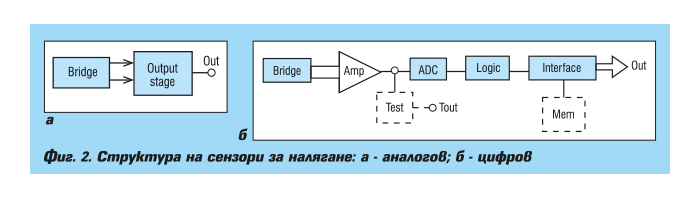 Bridge
Output
stage
Out
а
Bridge
Amp
ADC
Logic
Interface
Out
Test
Tout
Mem
б
Фиг. 2. Структура на сензори за налягане: а - аналогов; б - цифров